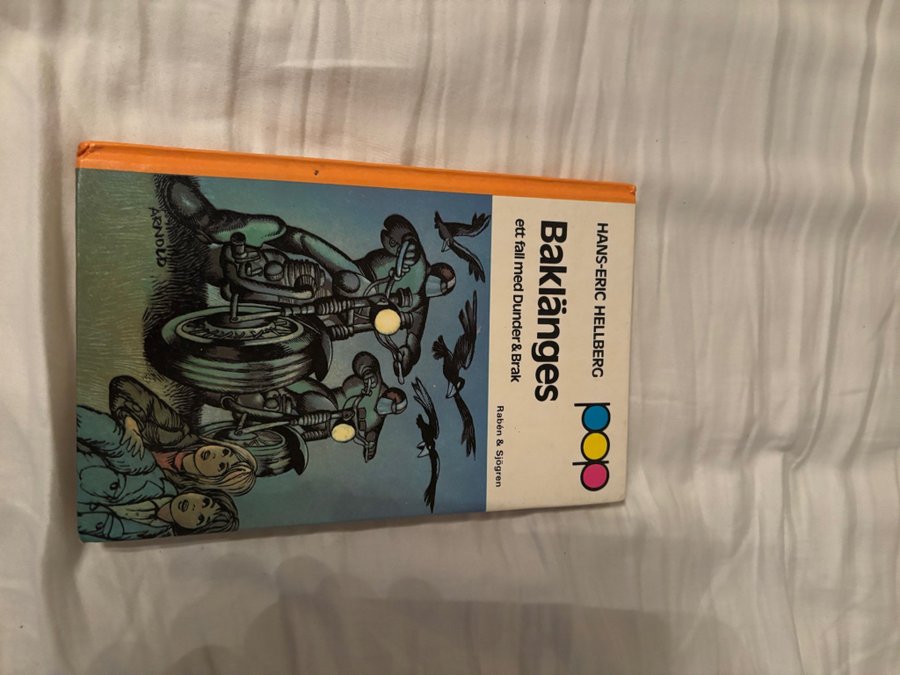 HANS-ERIC HELLBERG
pop
Baklänges
ett fall med Dunder & Brak
Rabén & Sjögren
ARNOLD